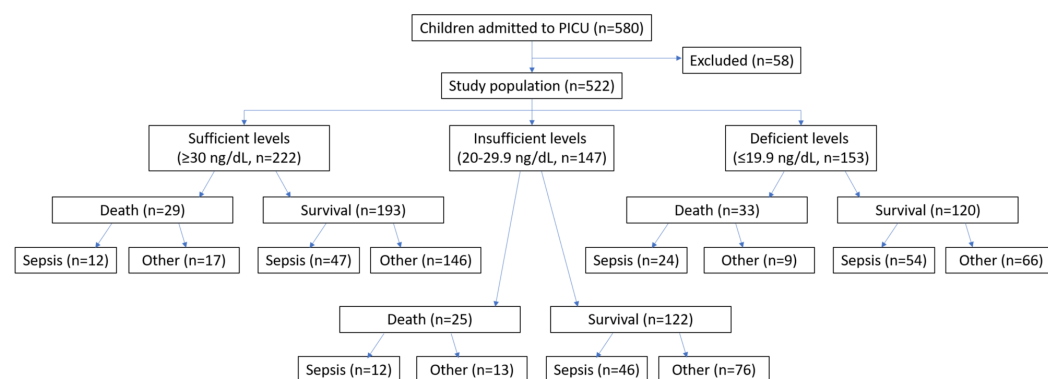 Children admitted to PICU (n=580)
Excluded (n=58)
Study population (n=522)
Sufficient levels
(≥30 ng/dL, n=222)
Insufficient levels
(20-29.9 ng/dL, n=147)
Deficient levels
(≤19.9 ng/dL, n=153)
Death (n=29)
Survival (n=193)
Death (n=33)
Survival (n=120)
Sepsis (n=12)
Other (n=17)
Sepsis (n=47)
Other (n=146)
Sepsis (n=24)
Other (n=9)
Sepsis (n=54)
Other (n=66)
Death (n=25)
Survival (n=122)
Sepsis (n=12)
Other (n=13)
Sepsis (n=46)
Other (n=76)